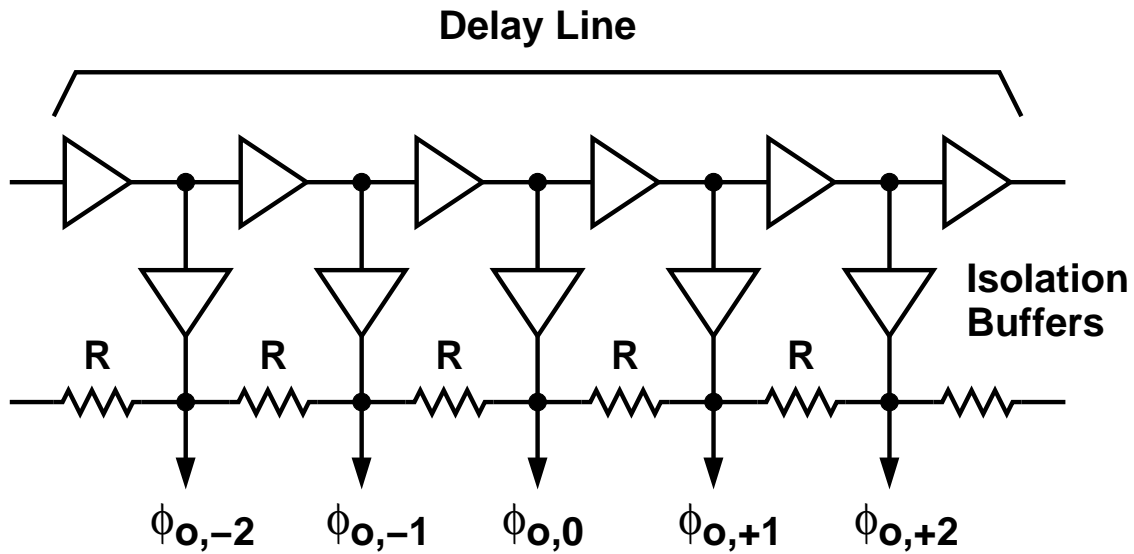 Delay Line
Isolation
Buffers
R R R R R
ϕo,−2 ϕo,−1 ϕo,0 ϕo,+1 ϕo,+2